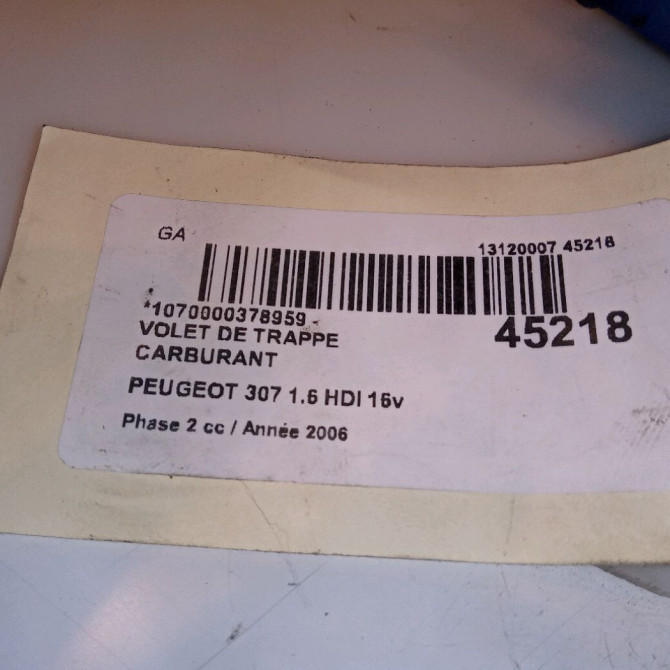 GA
13120007 45218
*1070000378959
45218
VOLET DE TRAPPE
CARBURANT
PEUGEOT 307 1.6 HDI 16v
Phase 2 cc / Année 2006